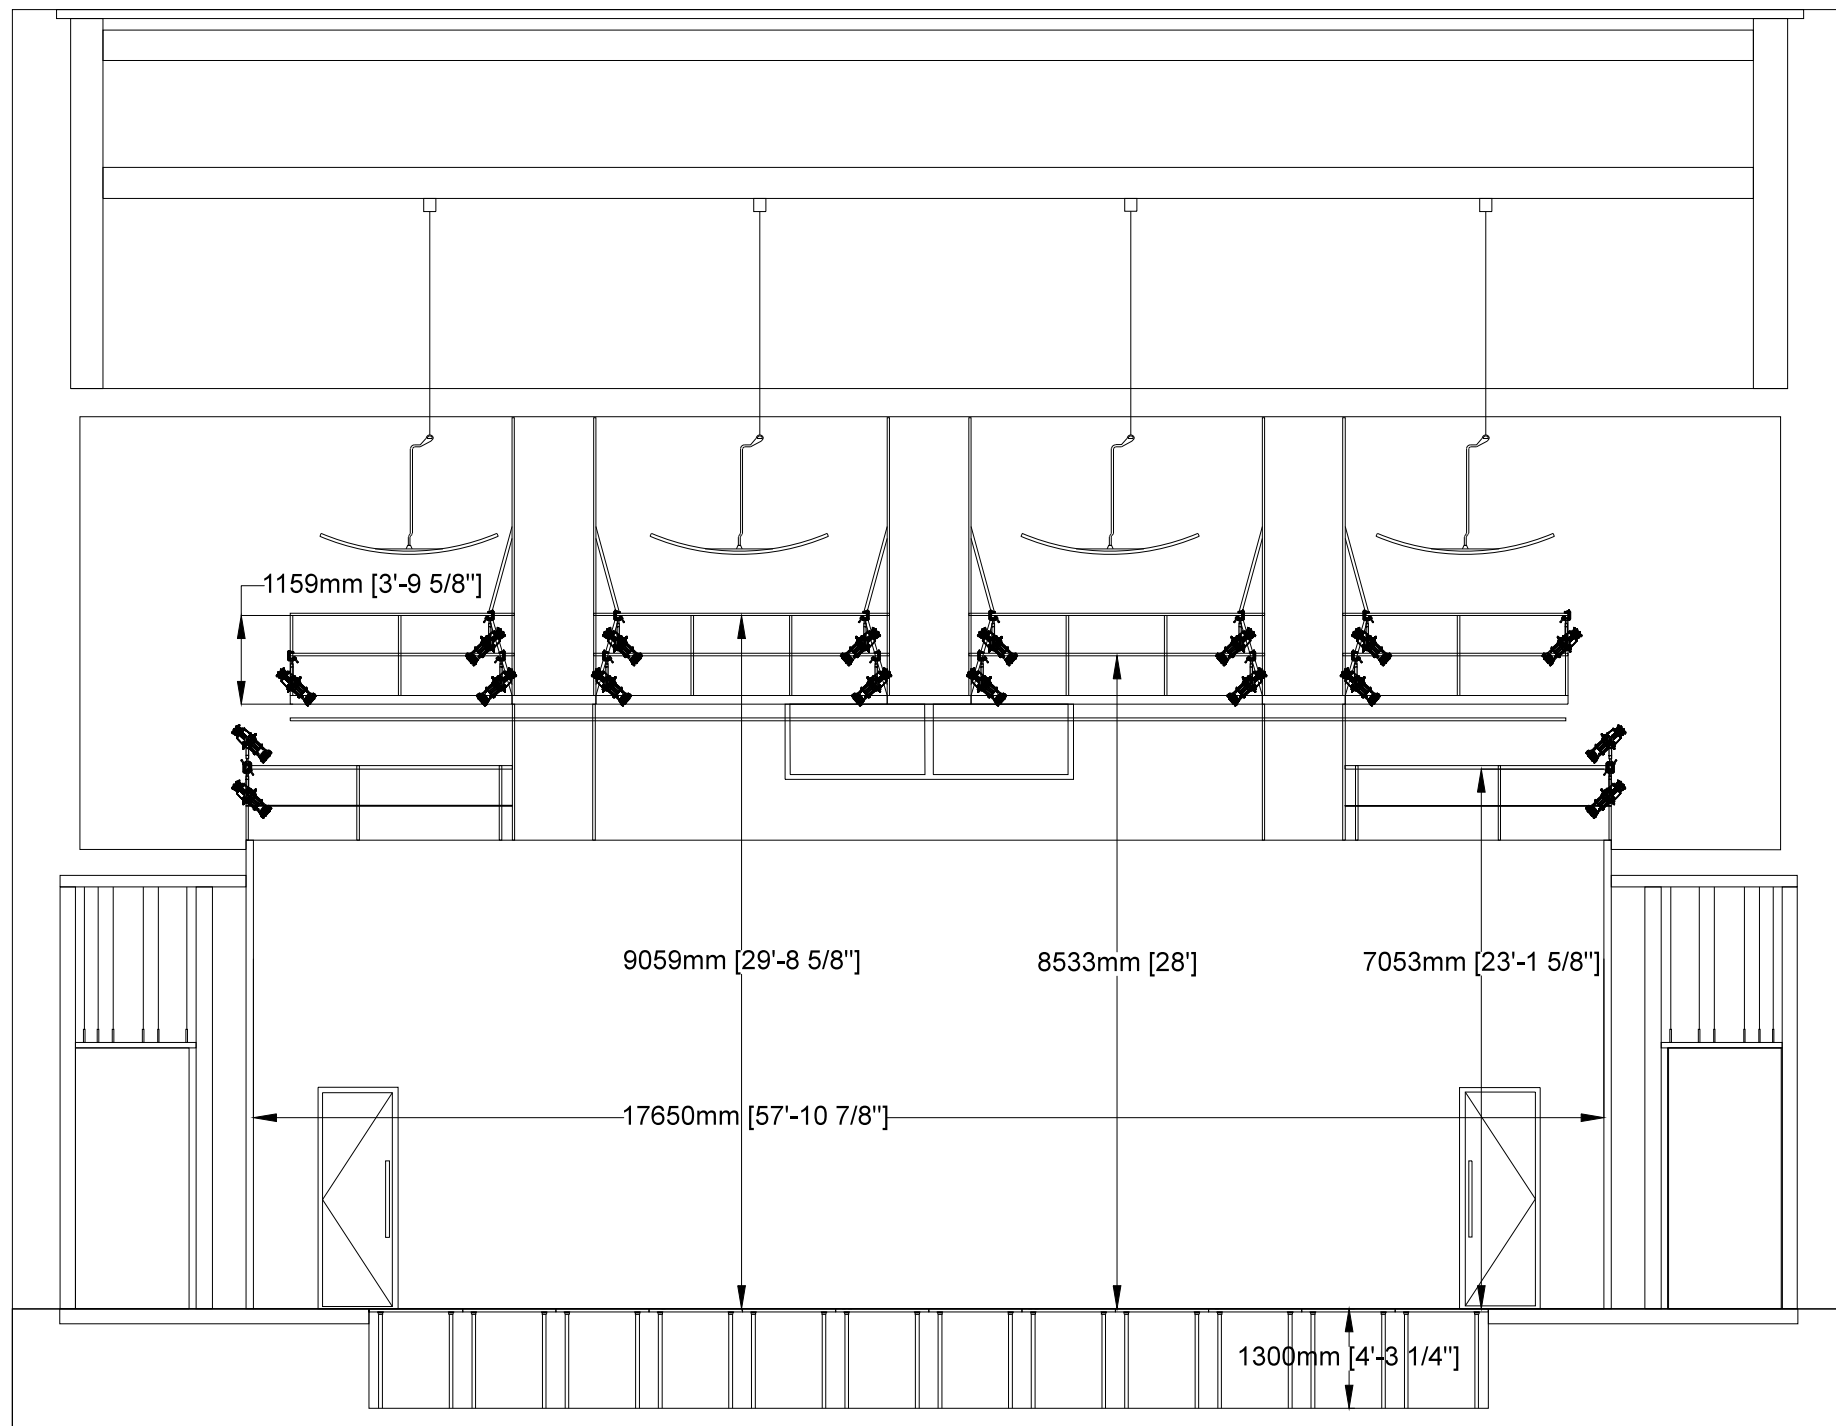 1159mm [3'-9 5/8"]
9059mm [29'-8 5/8"]
8533mm [28']
7053mm [23'-1 5/8"]
17650mm [57'-10 7/8"]
1300mm [4'-3 1/4"]